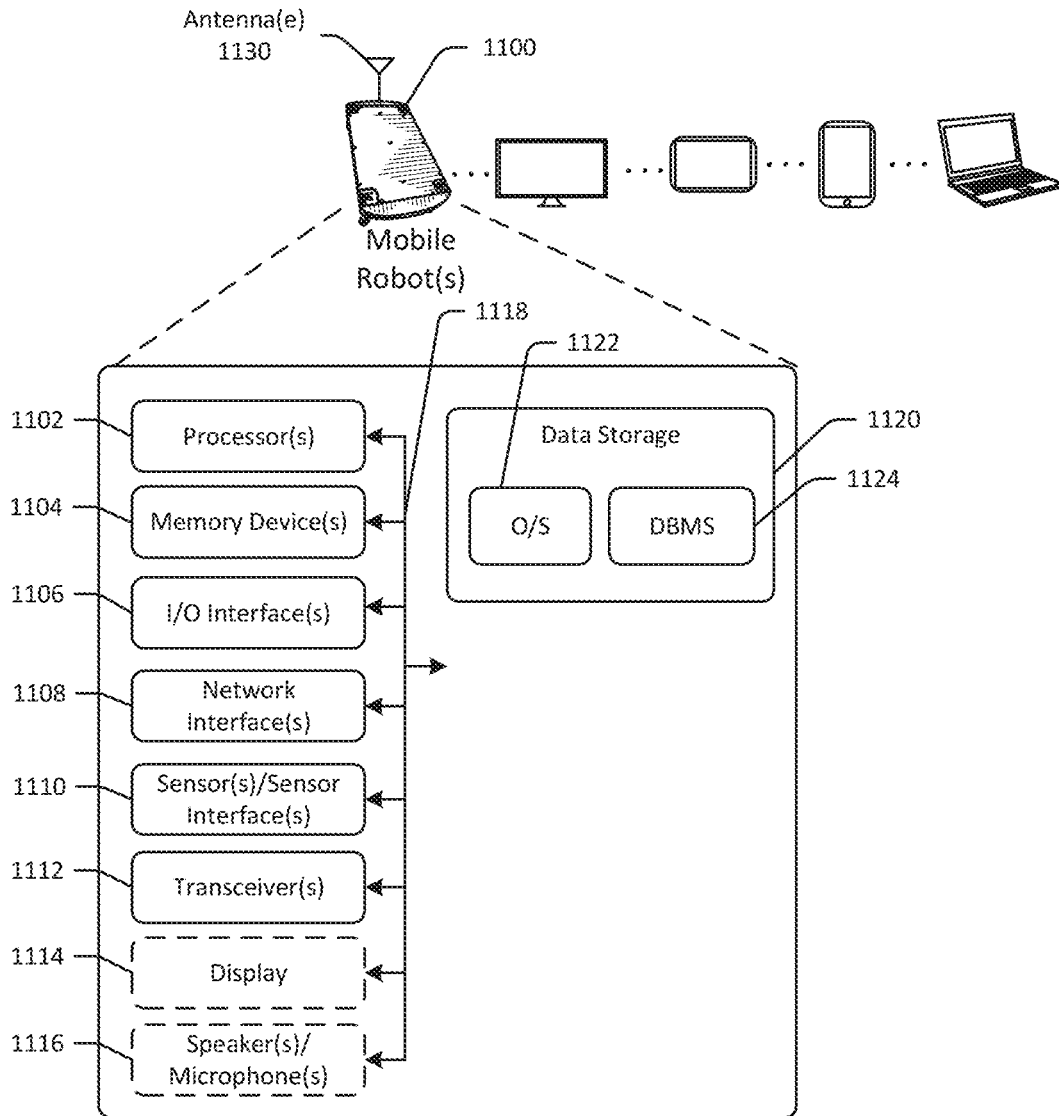 Antenna(e)
1130
1100
Mobile
Robot(s)
1118
1122
1102
Processor(s)
Data Storage
1120
1104
Memory Device(s)
O/S
DBMS
1124
1106
I/O Interface(s)
1108
Network
Interface(s)
1110
Sensor(s)/Sensor
Interface(s)
1112
Transceiver(s)
1114
Display
1116
Speaker(s)/
Microphone(s)